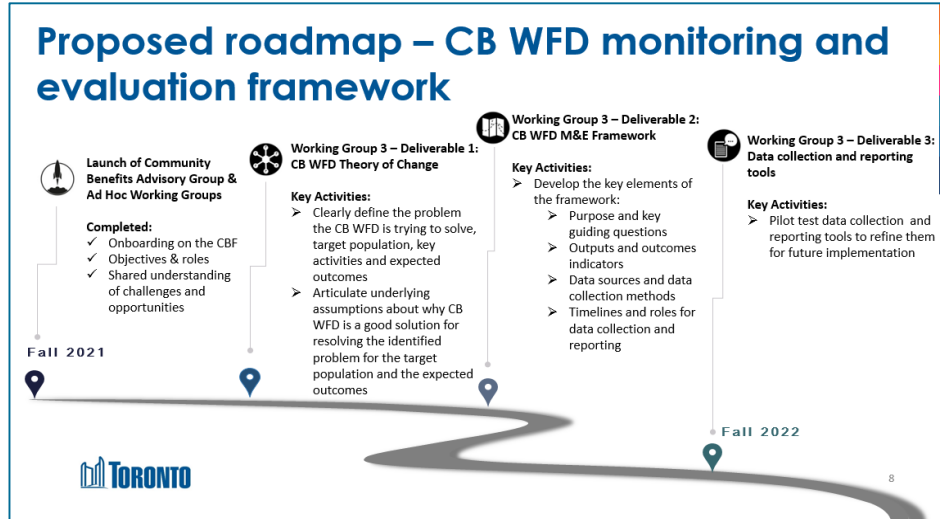 Proposed roadmap – CB WFD monitoring and
evaluation framework
Launch of Community
Benefits Advisory Group &
Ad Hoc Working Groups
Completed:
✓ Onboarding on the CBF
✓ Objectives & roles
✓ Shared understanding
of challenges and
opportunities
Fall 2021
Working Group 3 – Deliverable 1:
CB WFD Theory of Change
Key Activities:
➢ Clearly define the problem
the CB WFD is trying to solve,
target population, key
activities and expected
outcomes
➢ Articulate underlying
assumptions about why CB
WFD is a good solution for
resolving the identified
problem for the target
population and the expected
outcomes
Working Group 3 – Deliverable 2:
CB WFD M&E Framework
Key Activities:
➢ Develop the key elements of
the framework:
➢ Purpose and key
guiding questions
➢ Outputs and outcomes
indicators
➢ Data sources and data
collection methods
➢ Timelines and roles for
data collection and
reporting
Working Group 3 – Deliverable 3:
Data collection and reporting
tools
Key Activities:
➢ Pilot test data collection and
reporting tools to refine them
for future implementation
Fall 2022
TORONTO
8